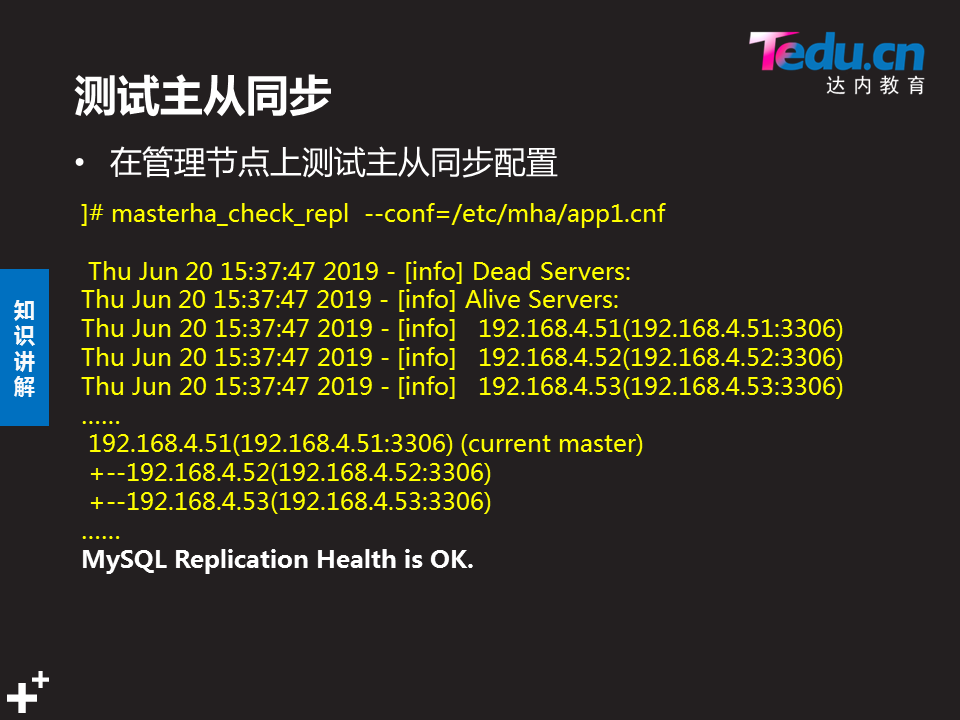 Tedu.cn
达内教育
测试主从同步
• 在管理节点上测试主从同步配置
]# masterha_check_repl --conf=/etc/mha/app1.cnf
Thu Jun 20 15:37:47 2019 - [info] Dead Servers:
Thu Jun 20 15:37:47 2019 - [info] Alive Servers:
Thu Jun 20 15:37:47 2019 - [info] 192.168.4.51(192.168.4.51:3306)
Thu Jun 20 15:37:47 2019 - [info] 192.168.4.52(192.168.4.52:3306)
Thu Jun 20 15:37:47 2019 - [info] 192.168.4.53(192.168.4.53:3306)
……
192.168.4.51(192.168.4.51:3306) (current master)
+--192.168.4.52(192.168.4.52:3306)
+--192.168.4.53(192.168.4.53:3306)
……
MySQL Replication Health is OK.
知识讲解